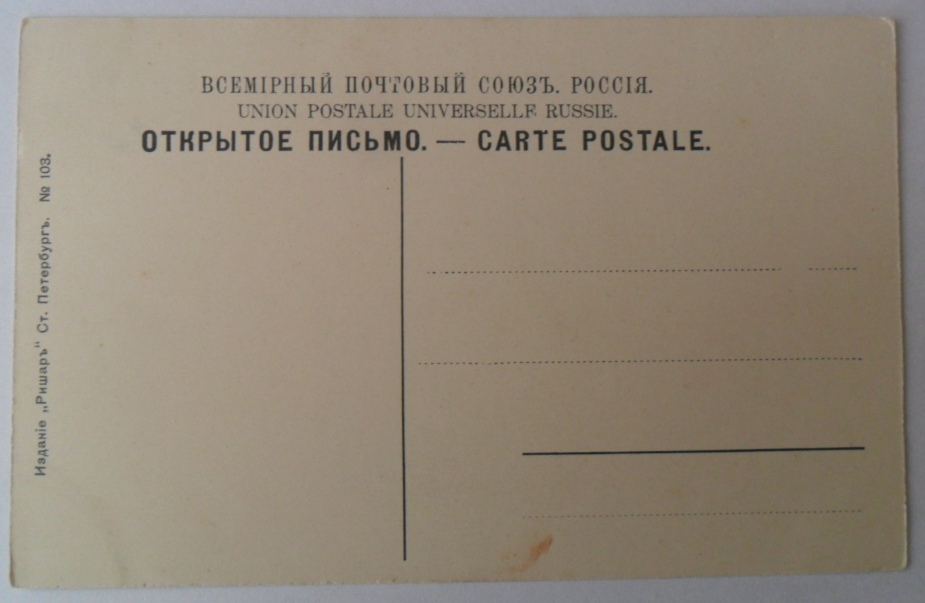 ВСЕМІРНЫЙ ПОЧТОВЫЙ СОЮЗЪ. РОССІЯ.
UNION POSTALE UNIVERSELLE RUSSIE.
ОТКРЫТОЕ ПИСЬМО. — CARTE POSTALE.
Изданіе „Ришаръ" Ст. Петербургъ. № 103.